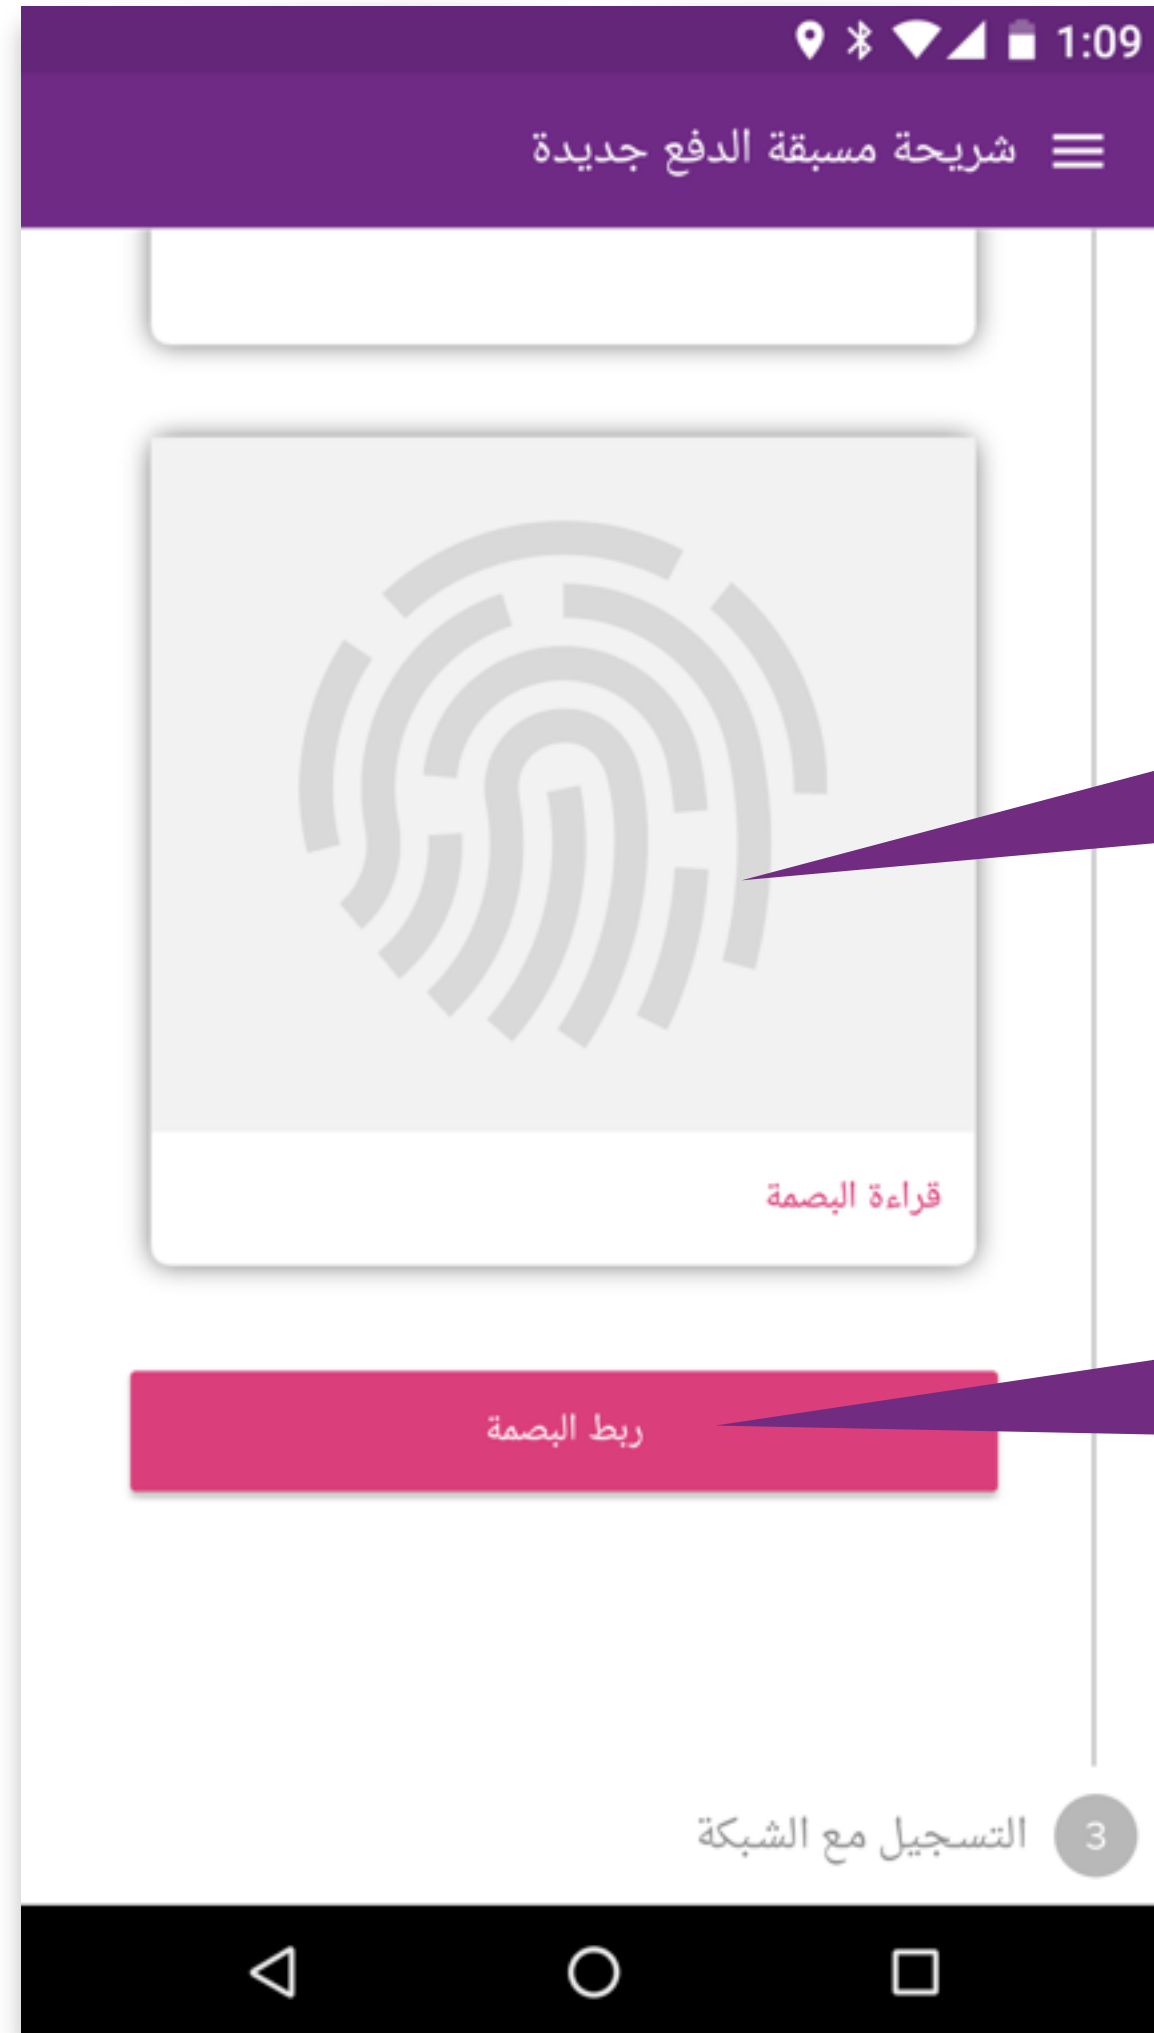 1:09
شريحة مسبقة الدفع جديدة
قراءة البصمة
ربط البصمة
3 التسجيل مع الشبكة